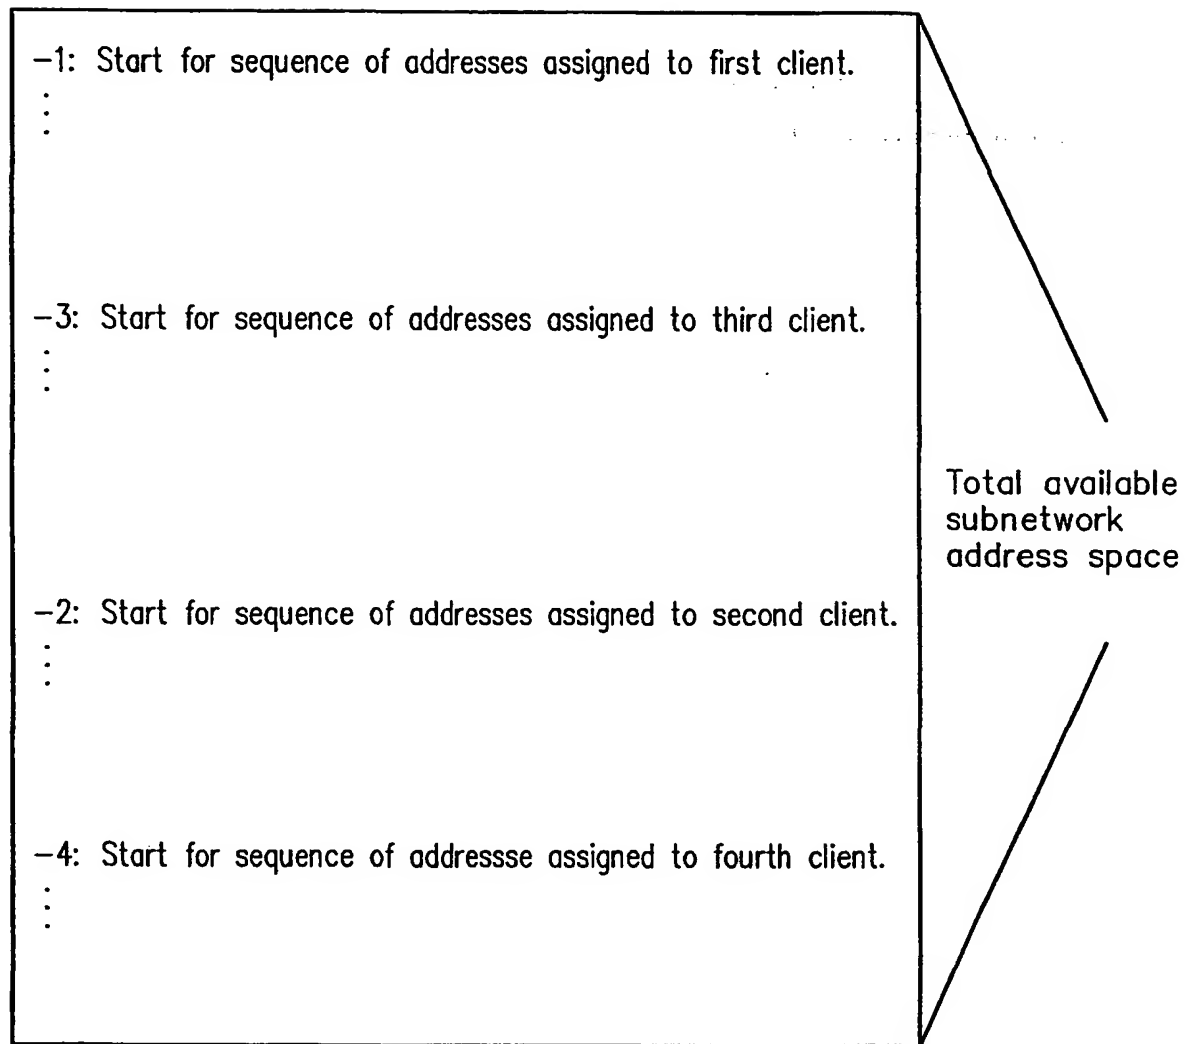 –1: Start for sequence of addresses assigned to first client.
–3: Start for sequence of addresses assigned to third client.
–2: Start for sequence of addresses assigned to second client.
–4: Start for sequence of addressse assigned to fourth client.
Total available
subnetwork
address space